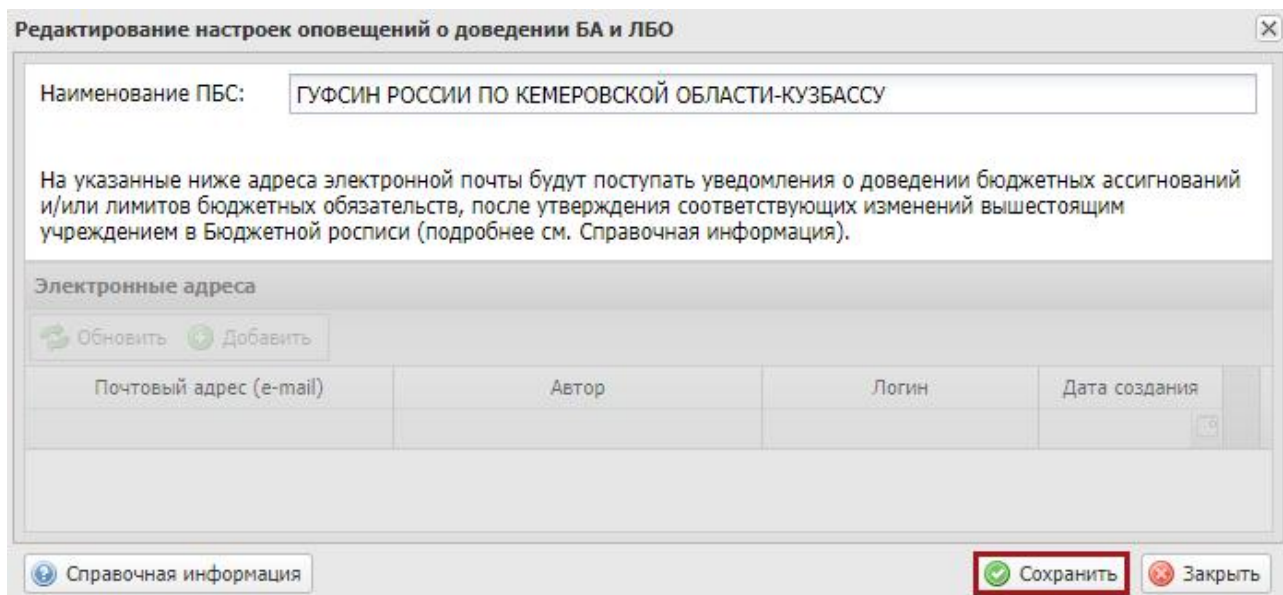 Редактирование настроек оповещений о доведении БА и ЛБО
Наименование ПБС: ГУФСИН РОССИИ ПО КЕМЕРОВСКОЙ ОБЛАСТИ-КУЗБАССУ
На указанные ниже адреса электронной почты будут поступать уведомления о доведении бюджетных ассигнований
и/или лимитов бюджетных обязательств, после утверждения соответствующих изменений вышестоящим
учреждением в Бюджетной росписи (подробнее см. Справочная информация).
Электронные адреса
Обновить Добавить
Почтовый адрес (e-mail) Автор Логин Дата создания
Справочная информация Сохранить Закрыть